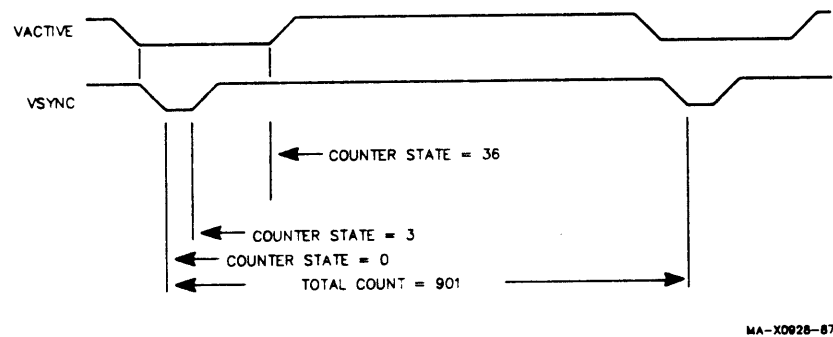 VACTIVE
VSYNC
COUNTER STATE = 36
COUNTER STATE = 3
COUNTER STATE = 0
TOTAL COUNT = 901
MA-X0928-87